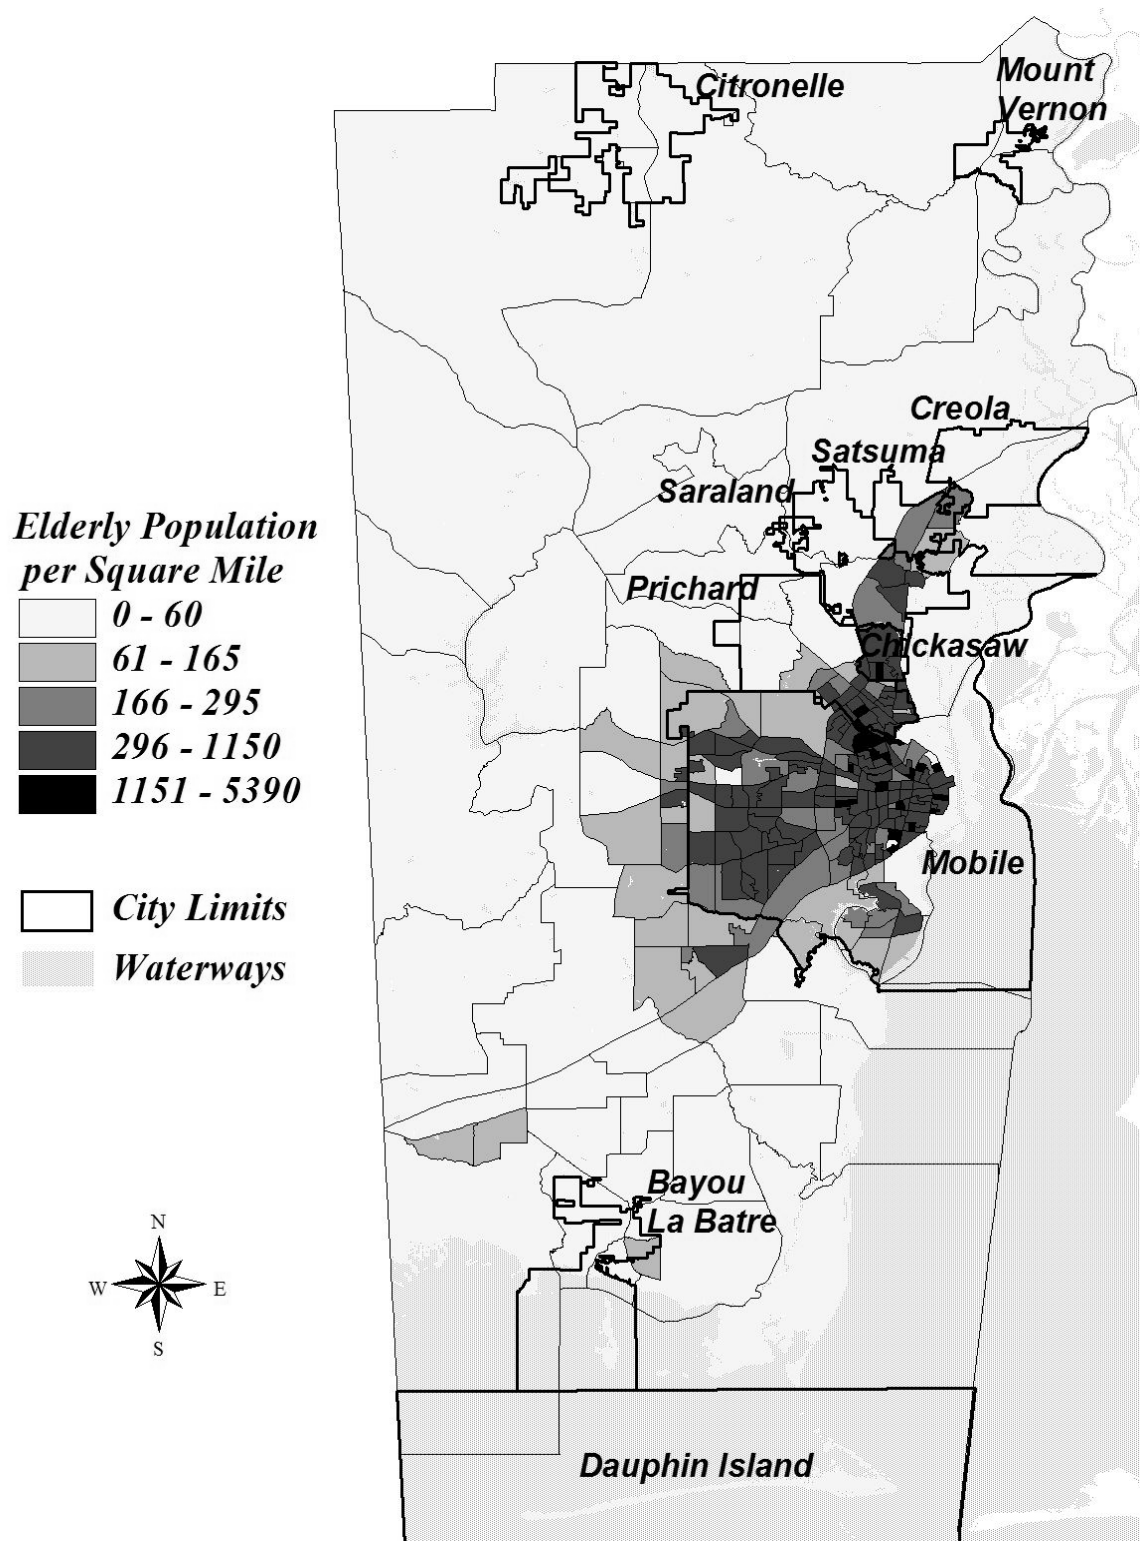 Citronelle
Mount
Vernon
Creola
Satsuma
Saraland
Prichard
Chickasaw
Elderly Population
per Square Mile
0 - 60
61 - 165
166 - 295
296 - 1150
1151 - 5390
City Limits
Waterways
Mobile
Bayou
La Batre
N
W E
S
Dauphin Island